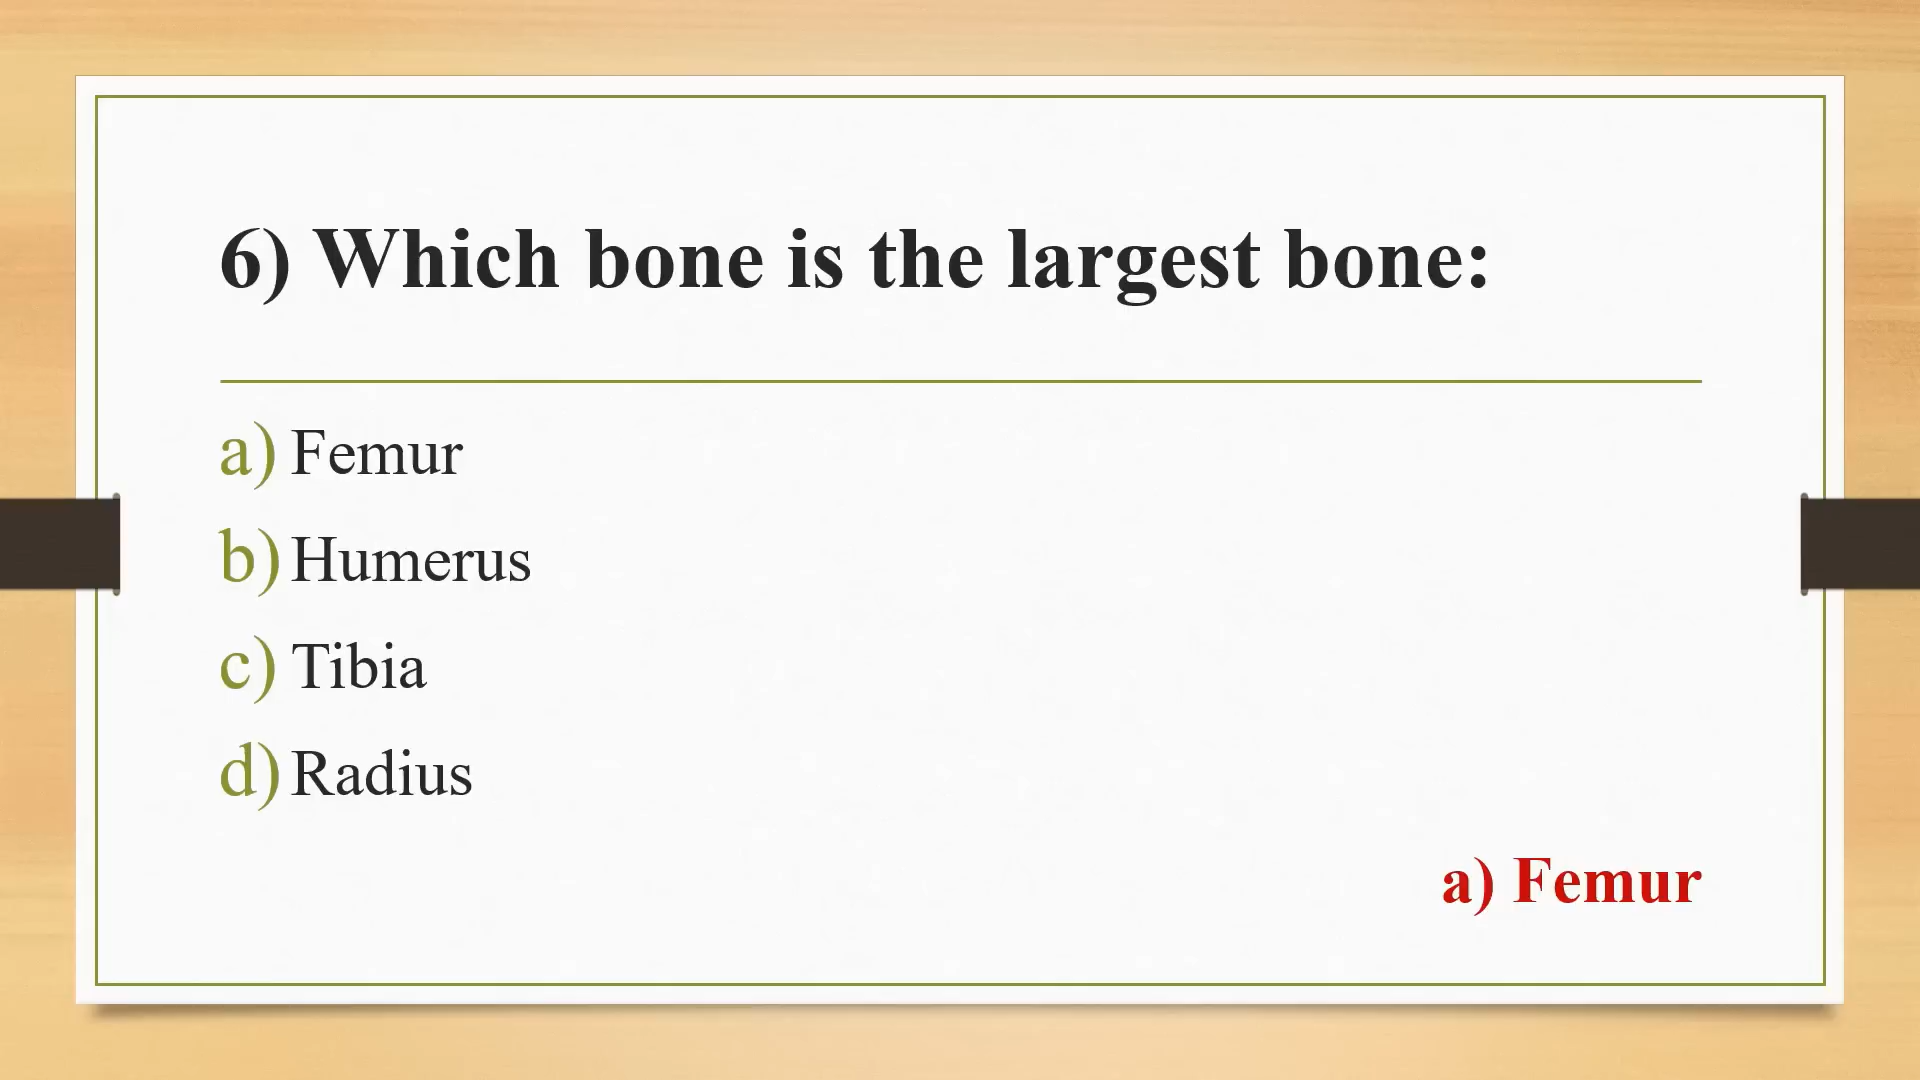 6) Which bone is the largest bone:
a) Femur
b) Humerus
c) Tibia
d) Radius
a) Femur